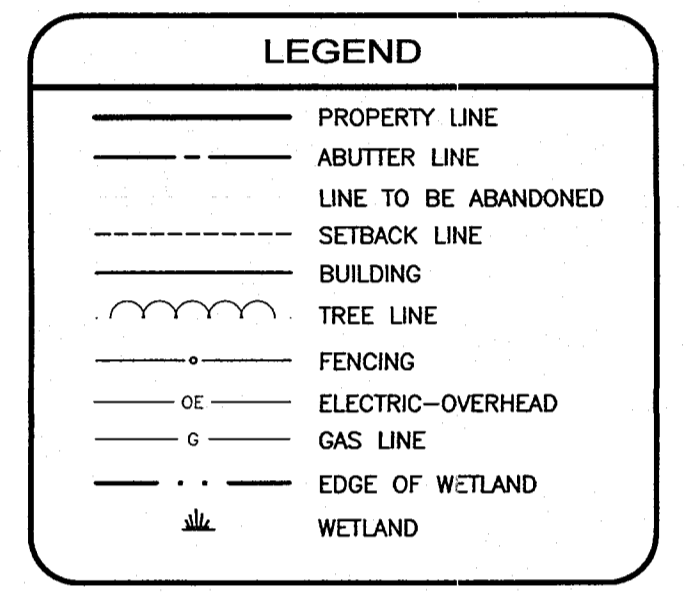 LEGEND
PROPERTY LINE
ABUTTER LINE
LINE TO BE ABANDONED
SETBACK LINE
BUILDING
TREE LINE
FENCING
OE ELECTRIC-OVERHEAD
G GAS LINE
EDGE OF WETLAND
WETLAND